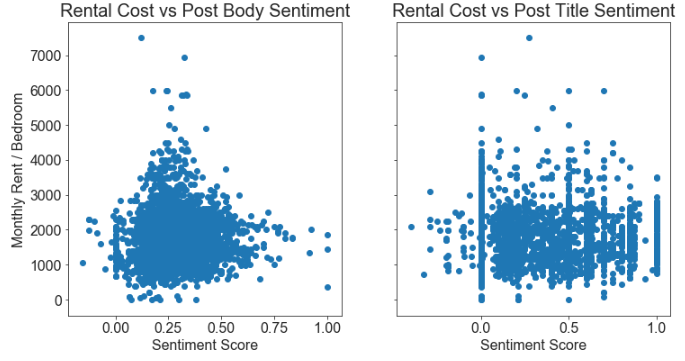 Rental Cost vs Post Body Sentiment
Rental Cost vs Post Title Sentiment
Monthly Rent / Bedroom
7000
6000
5000
4000
3000
2000
1000
0
0.00 0.25 0.50 0.75 1.00
0.0 0.5 1.0
Sentiment Score
Sentiment Score